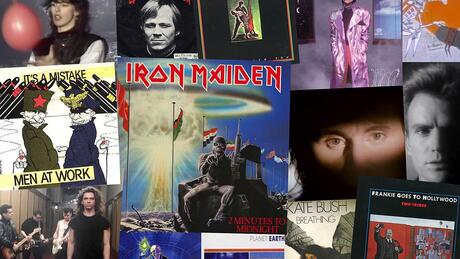 IT'S A MISTAKE
MEN AT WORK
IRON MAIDEN
2 MINUTES TO
MIDNIGHT
PLANET EARTH
KATE BUSH
BREATHING
FRANKIE GOES TO HOLLYWOOD
TWO TRIBES